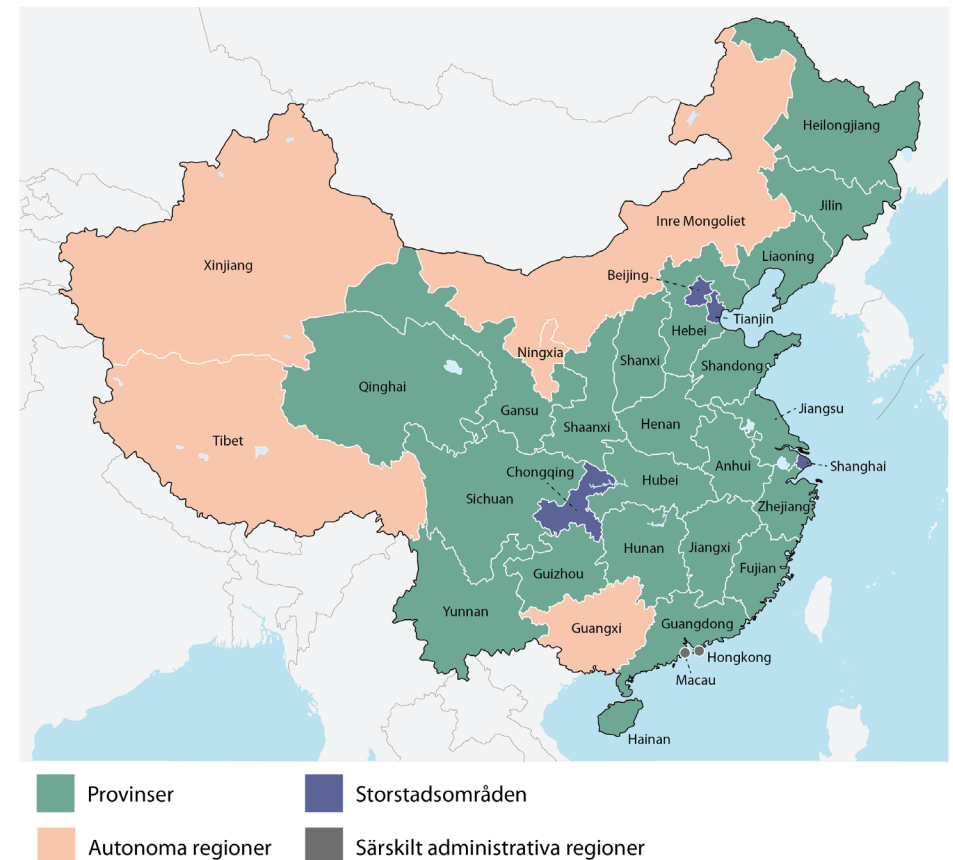 Heilongjiang
Jilin
Inre Mongoliet
Liaoning
Xinjiang
Beijing
Tianjin
Hebei
Ningxia
Shanxi
Shandong
Qinghai
Gansu
Jiangsu
Shaanxi
Henan
Tibet
Anhui
Shanghai
Chongqing
Hubei
Sichuan
Zhejiang
Hunan
Jiangxi
Fujian
Guizhou
Yunnan
Guangxi
Guangdong
Hongkong
Macau
Hainan
Provinser
Storstadsområden
Autonoma regioner
Särskilt administrativa regioner